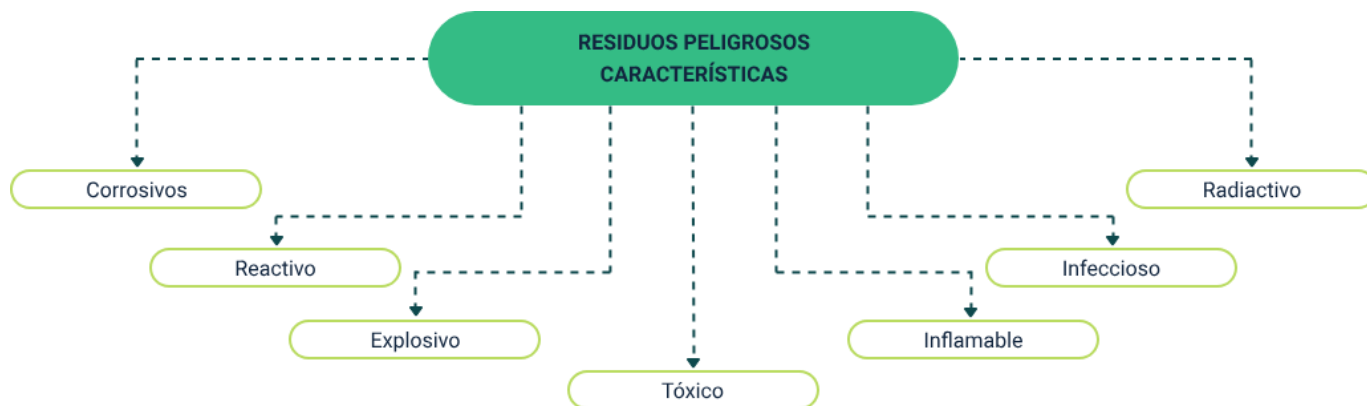 RESIDUOS PELIGROSOS
CARACTERÍSTICAS
Corrosivos
Radiactivo
Reactivo
Infeccioso
Explosivo
Inflamable
Tóxico